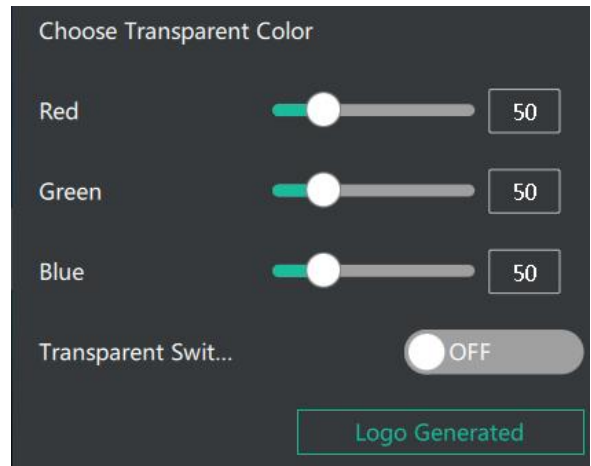 Choose Transparent Color
Red 50
Green 50
Blue 50
Transparent Swit... OFF
Logo Generated